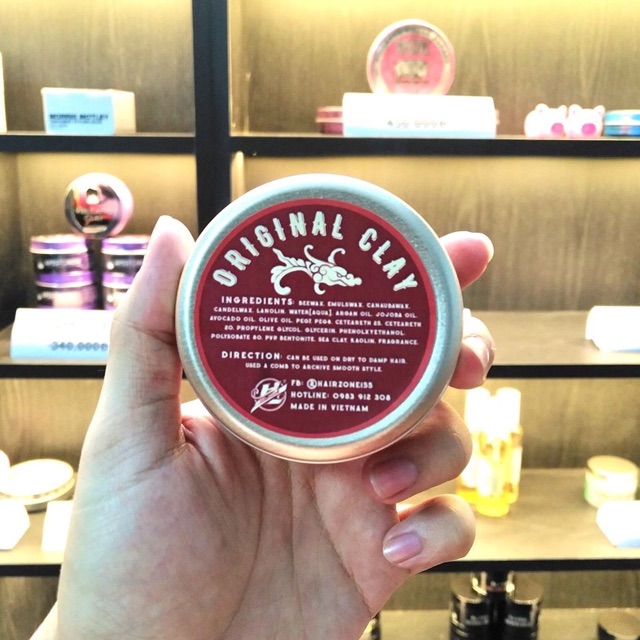 ORIGINAL CLAY
INGREDIENTS: BEEWAX, EMULSWAX, CANAUBAWAX,
CANDELWAX, LANOLIN, WATER[AQUA], ARGAN OIL, JOJOBA OIL,
AVOCADO OIL, OLIVE OIL, PEG7 PEG8, CETEARETH 25, CETEARETH
20, PROPYLENE GLYCOL, GLYCERIN, PHENOLXYETHANOL,
POLYSOBATE 80, PVP, BENTONITE, SEA CLAY, KAOLIN, FRAGRANCE.
DIRECTION: CAN BE USED ON DRY TO DAMP HAIR.
USED A COMB TO ARCHIVE SMOOTH STYLE.
FB: @HAIRZONE155
HOTLINE: 0983 912 308
MADE IN VIETNAM